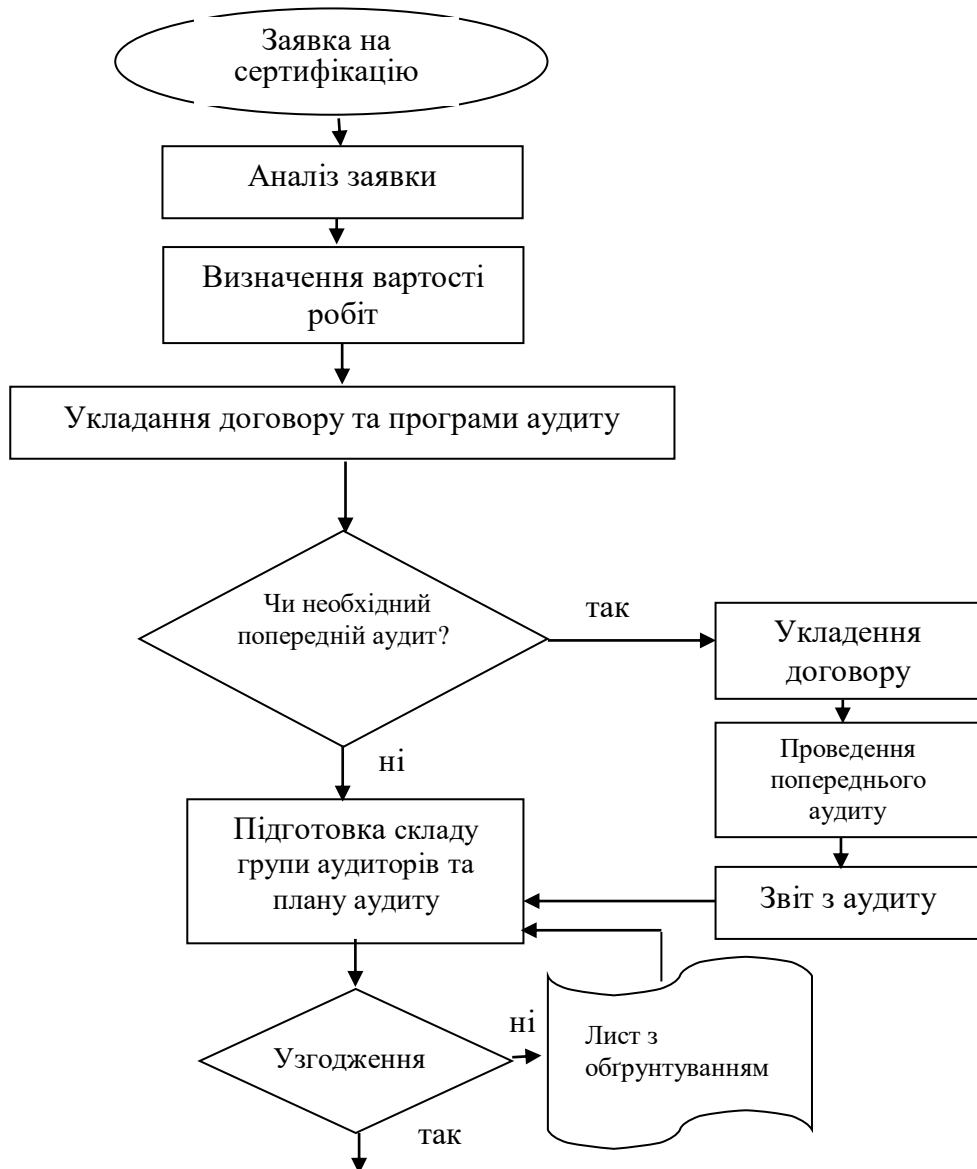 Заявка на
сертифікацію
Аналіз заявки
Визначення вартості
робіт
Укладання договору та програми аудиту
Чи необхідний
попередній аудит?
так
Укладення
договору
Проведення
попереднього
аудиту
Звіт з аудиту
ні
Підготовка складу
групи аудиторів та
плану аудиту
Узгодження
ні
Лист з
обґрунтуванням
так